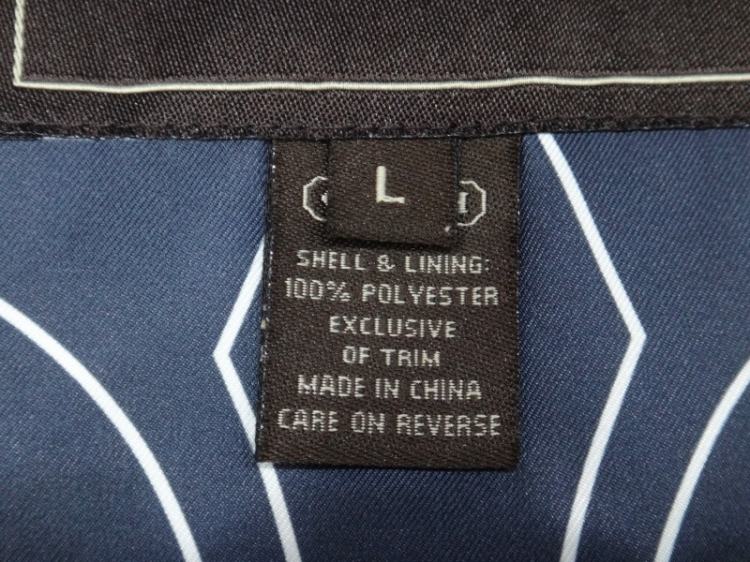 L
SHELL & LINING:
100% POLYESTER
EXCLUSIVE
OF TRIM
MADE IN CHINA
CARE ON REVERSE